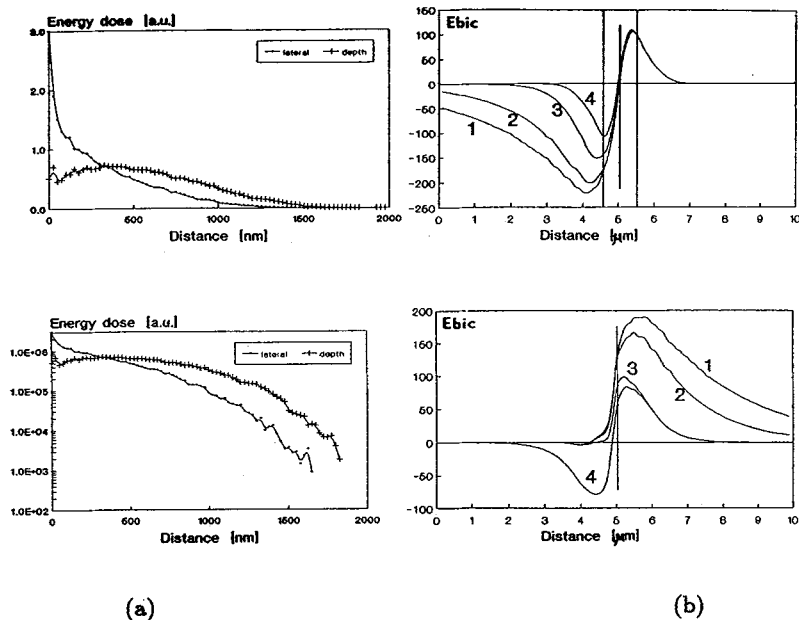 Energy dose [a.u.]
3.0
2.0
1.0
0.0
0
500
1000
1500
2000
Distance [nm]
lateral
depth
Ebic
150
100
50
0
-50
-100
-150
-200
-250
0 1 2 3 4 5 6 7 8 9 10
Distance [μm]
1
2
3
4
Energy dose [a.u.]
1.0E+06
1.0E+05
1.0E+04
1.0E+03
1.0E+02
0
500
1000
1500
2000
Distance [nm]
lateral
depth
Ebic
200
150
100
50
0
-50
-100
0 1 2 3 4 5 6 7 8 9 10
Distance [μm]
1
2
3
4
(a)
(b)